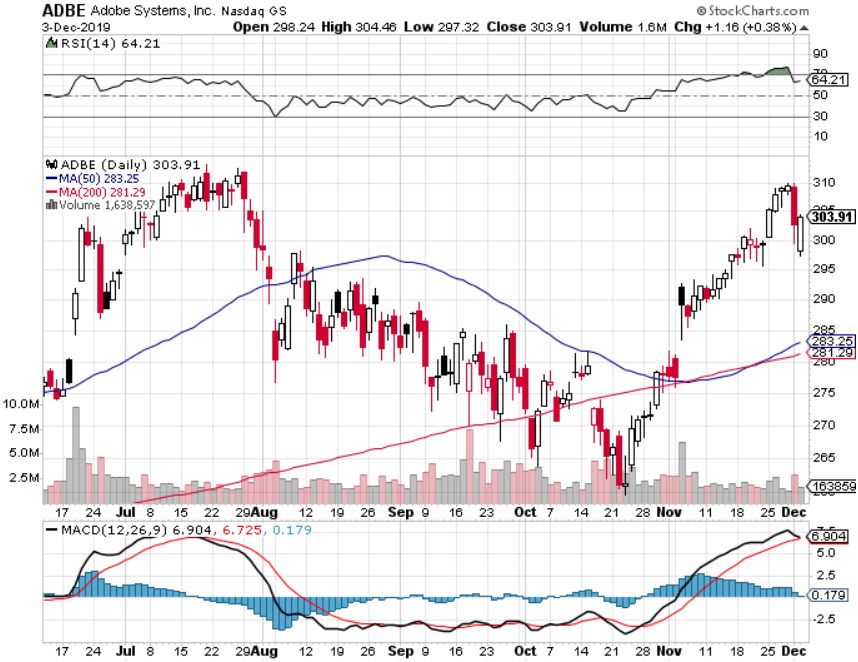 ADBE Adobe Systems, Inc. Nasdaq GS © StockCharts.com
3-Dec-2019 Open 298.24 High 304.46 Low 297.32 Close 303.91 Volume 1.6M Chg +1.16 (+0.38%)
RSI(14) 64.21
90
70
64.21
50
30
10
ADBE (Daily) 303.91
MA(50) 283.25
MA(200) 281.29
Volume 1,638,597
310
305
303.91
300
295
290
285
283.25
281.29
280
275
270
265
163859
260
10.0M
7.5M
5.0M
2.5M
17 24 Jul 8 15 22 29 Aug 12 19 26 Sep 9 16 23 Oct 7 14 21 28 Nov 11 18 25 Dec
MACD(12,26,9) 6.904, 6.725, 0.179
7.5
6.904
5.0
2.5
0.179
-2.5
17 24 Jul 8 15 22 29 Aug 12 19 26 Sep 9 16 23 Oct 7 14 21 28 Nov 11 18 25 Dec